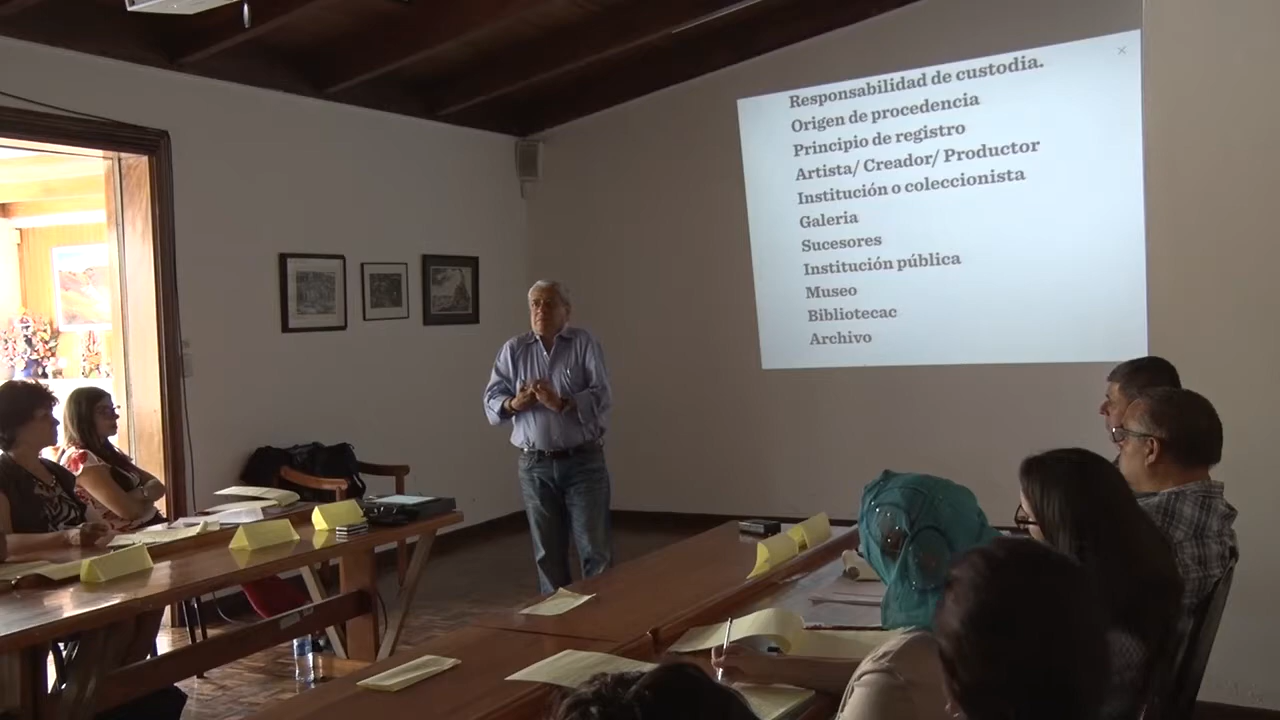 Responsabilidad de custodia.
Origen de procedencia
Principio de registro
Artista/ Creador/ Productor
Institución o coleccionista
Galeria
Sucesores
Institución pública
Museo
Bibliotecac
Archivo